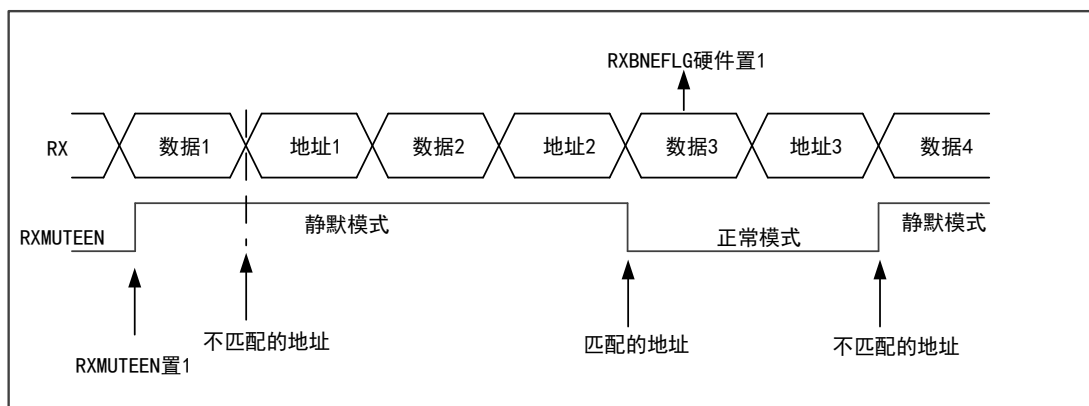 RXBNEFLG硬件置1
RX
数据1
地址1
数据2
地址2
数据3
地址3
数据4
RXMUTEEN
静默模式
正常模式
静默模式
RXMUTEEN置1
不匹配的地址
匹配的地址
不匹配的地址